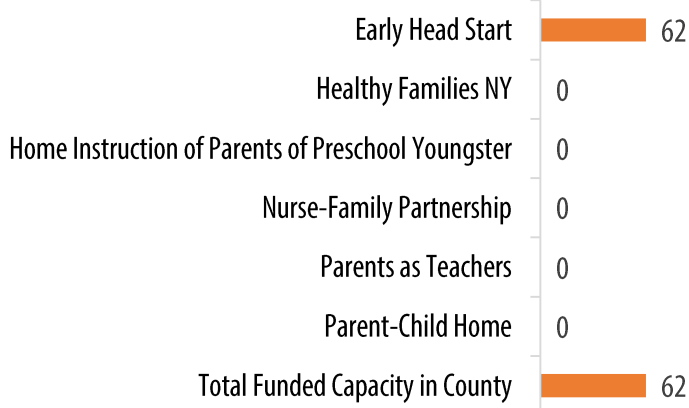 Early Head Start 62
Healthy Families NY 0
Home Instruction of Parents of Preschool Youngster 0
Nurse-Family Partnership 0
Parents as Teachers 0
Parent-Child Home 0
Total Funded Capacity in County 62